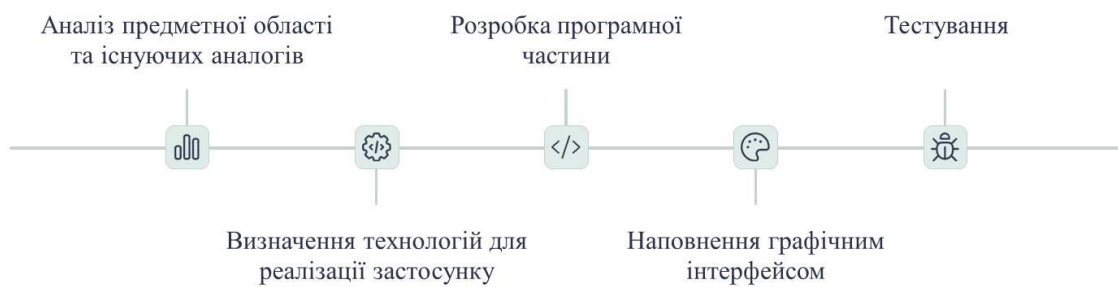 Аналіз предметної області
та існуючих аналогів
Розробка програмної
частини
Тестування
Визначення технологій для
реалізації застосунку
Наповнення графічним
інтерфейсом